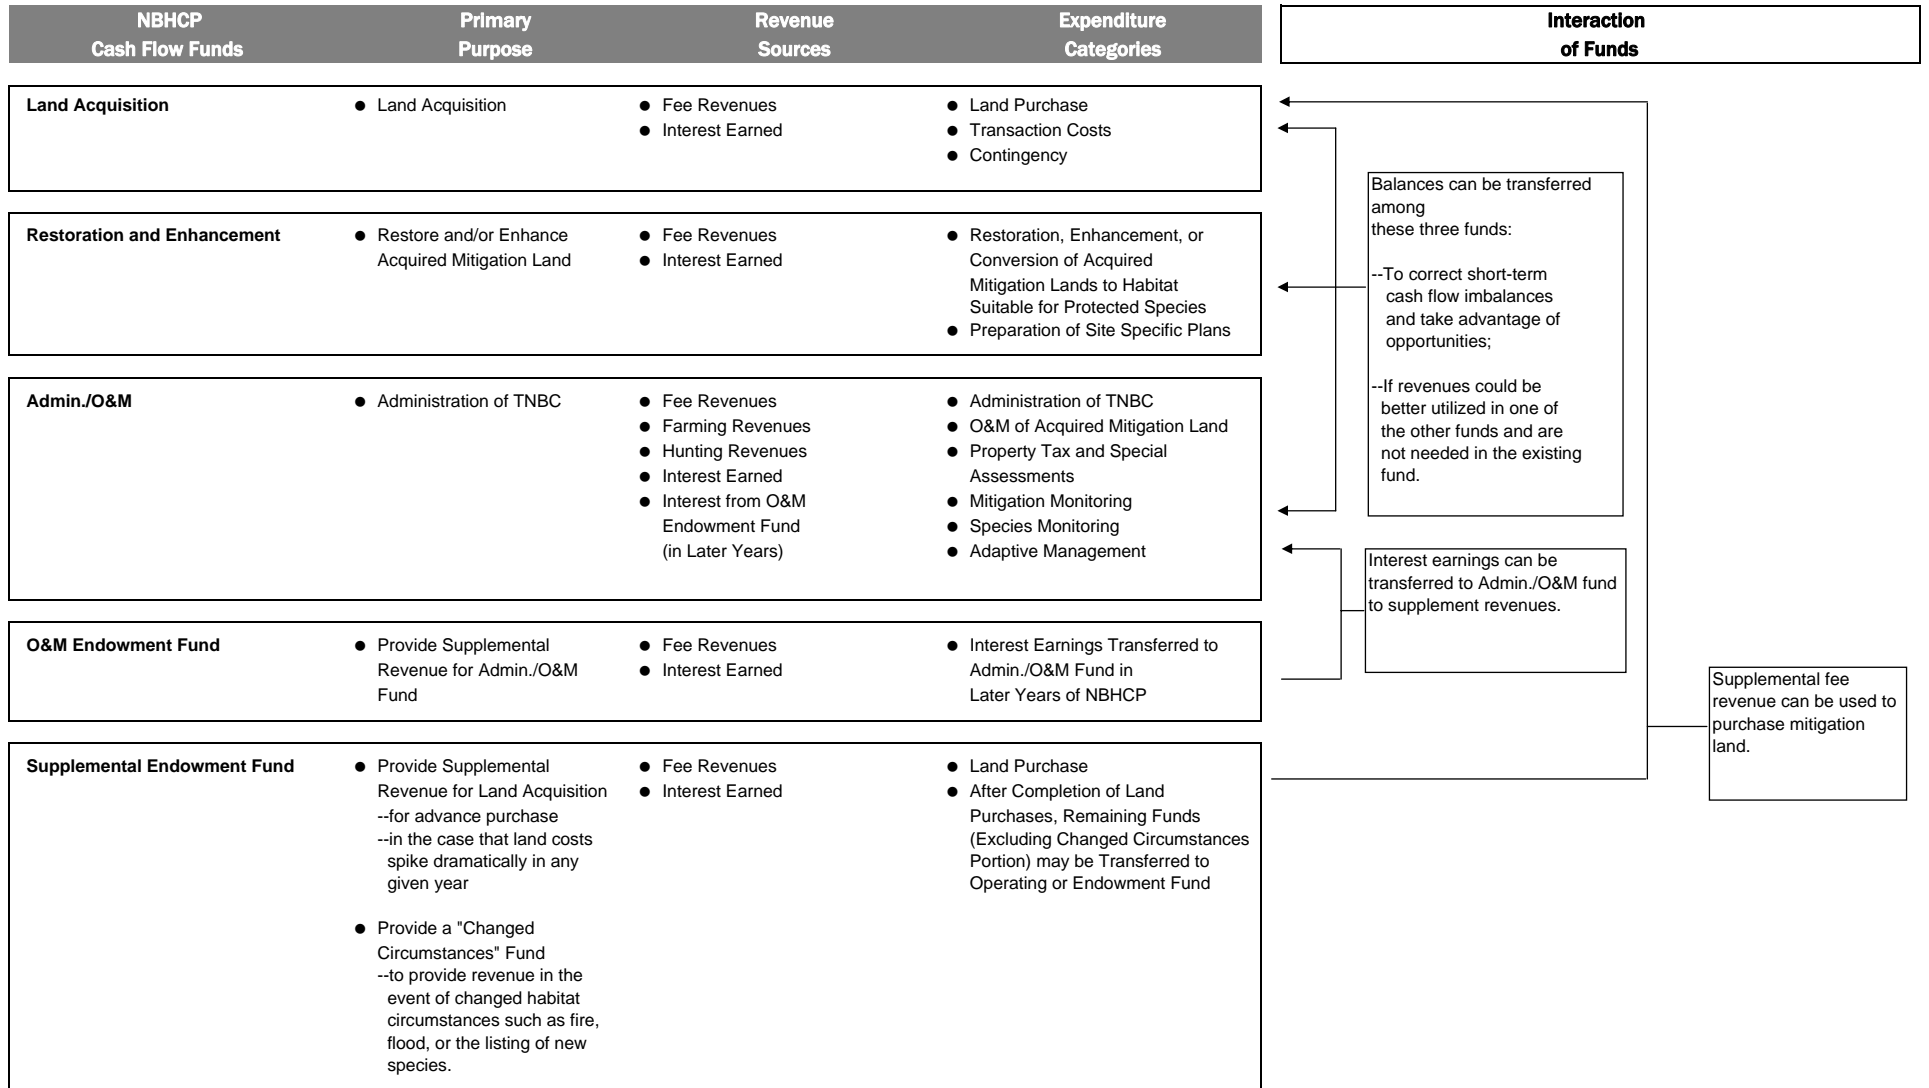 NBHCP
Cash Flow Funds
Primary
Purpose
Revenue
Sources
Expenditure
Categories
Interaction
of Funds
Land Acquisition
● Land Acquisition
● Fee Revenues
● Interest Earned
● Land Purchase
● Transaction Costs
● Contingency
Restoration and Enhancement
● Restore and/or Enhance
Acquired Mitigation Land
● Fee Revenues
● Interest Earned
● Restoration, Enhancement, or
Conversion of Acquired
Mitigation Lands to Habitat
Suitable for Protected Species
● Preparation of Site Specific Plans
Admin./O&M
● Administration of TNBC
● Fee Revenues
● Farming Revenues
● Hunting Revenues
● Interest Earned
● Interest from O&M
Endowment Fund
(in Later Years)
● Administration of TNBC
● O&M of Acquired Mitigation Land
● Property Tax and Special
Assessments
● Mitigation Monitoring
● Species Monitoring
● Adaptive Management
O&M Endowment Fund
● Provide Supplemental
Revenue for Admin./O&M
Fund
● Fee Revenues
● Interest Earned
● Interest Earnings Transferred to
Admin./O&M Fund in
Later Years of NBHCP
Supplemental Endowment Fund
● Provide Supplemental
Revenue for Land Acquisition
--for advance purchase
--in the case that land costs
spike dramatically in any
given year
● Provide a "Changed
Circumstances" Fund
--to provide revenue in the
event of changed habitat
circumstances such as fire,
flood, or the listing of new
species.
● Fee Revenues
● Interest Earned
● Land Purchase
● After Completion of Land
Purchases, Remaining Funds
(Excluding Changed Circumstances
Portion) may be Transferred to
Operating or Endowment Fund
Balances can be transferred
among
these three funds:
--To correct short-term
cash flow imbalances
and take advantage of
opportunities;
--If revenues could be
better utilized in one of
the other funds and are
not needed in the existing
fund.
Interest earnings can be
transferred to Admin./O&M fund
to supplement revenues.
Supplemental fee
revenue can be used to
purchase mitigation
land.